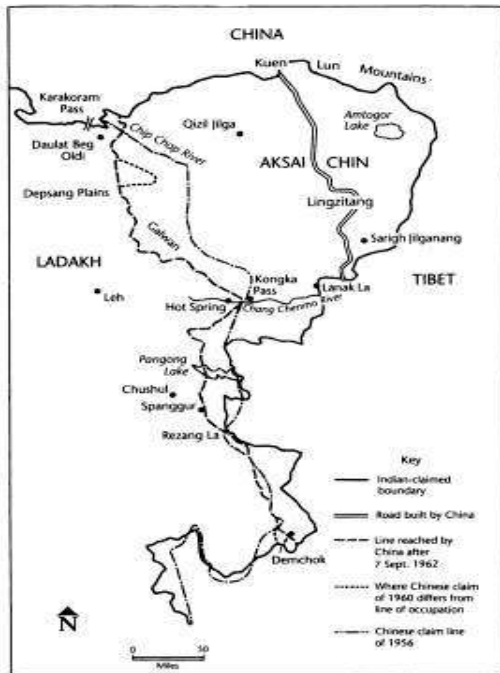 CHINA
Kuen Lun Mountains
Karakoram
Pass
Daulat Beg
Oldi
Chip Chap River
Qizil Jilga
Amtogor
Lake
AKSAI CHIN
Depsang Plains
Lingzitang
Galwan
Sarigh Jilganang
LADAKH
Kongka
Pass
Lanak La
TIBET
Leh
Hot Spring
Chang Chenmo River
Pangong
Lake
Chushul
Spanggur
Rezang La
Demchok
Key
Indian-claimed
boundary
Road built by China
Line reached by
China after
7 Sept. 1962
Where Chinese claim
of 1960 differs from
line of occupation
Chinese claim line
of 1956
N
0 50
Miles